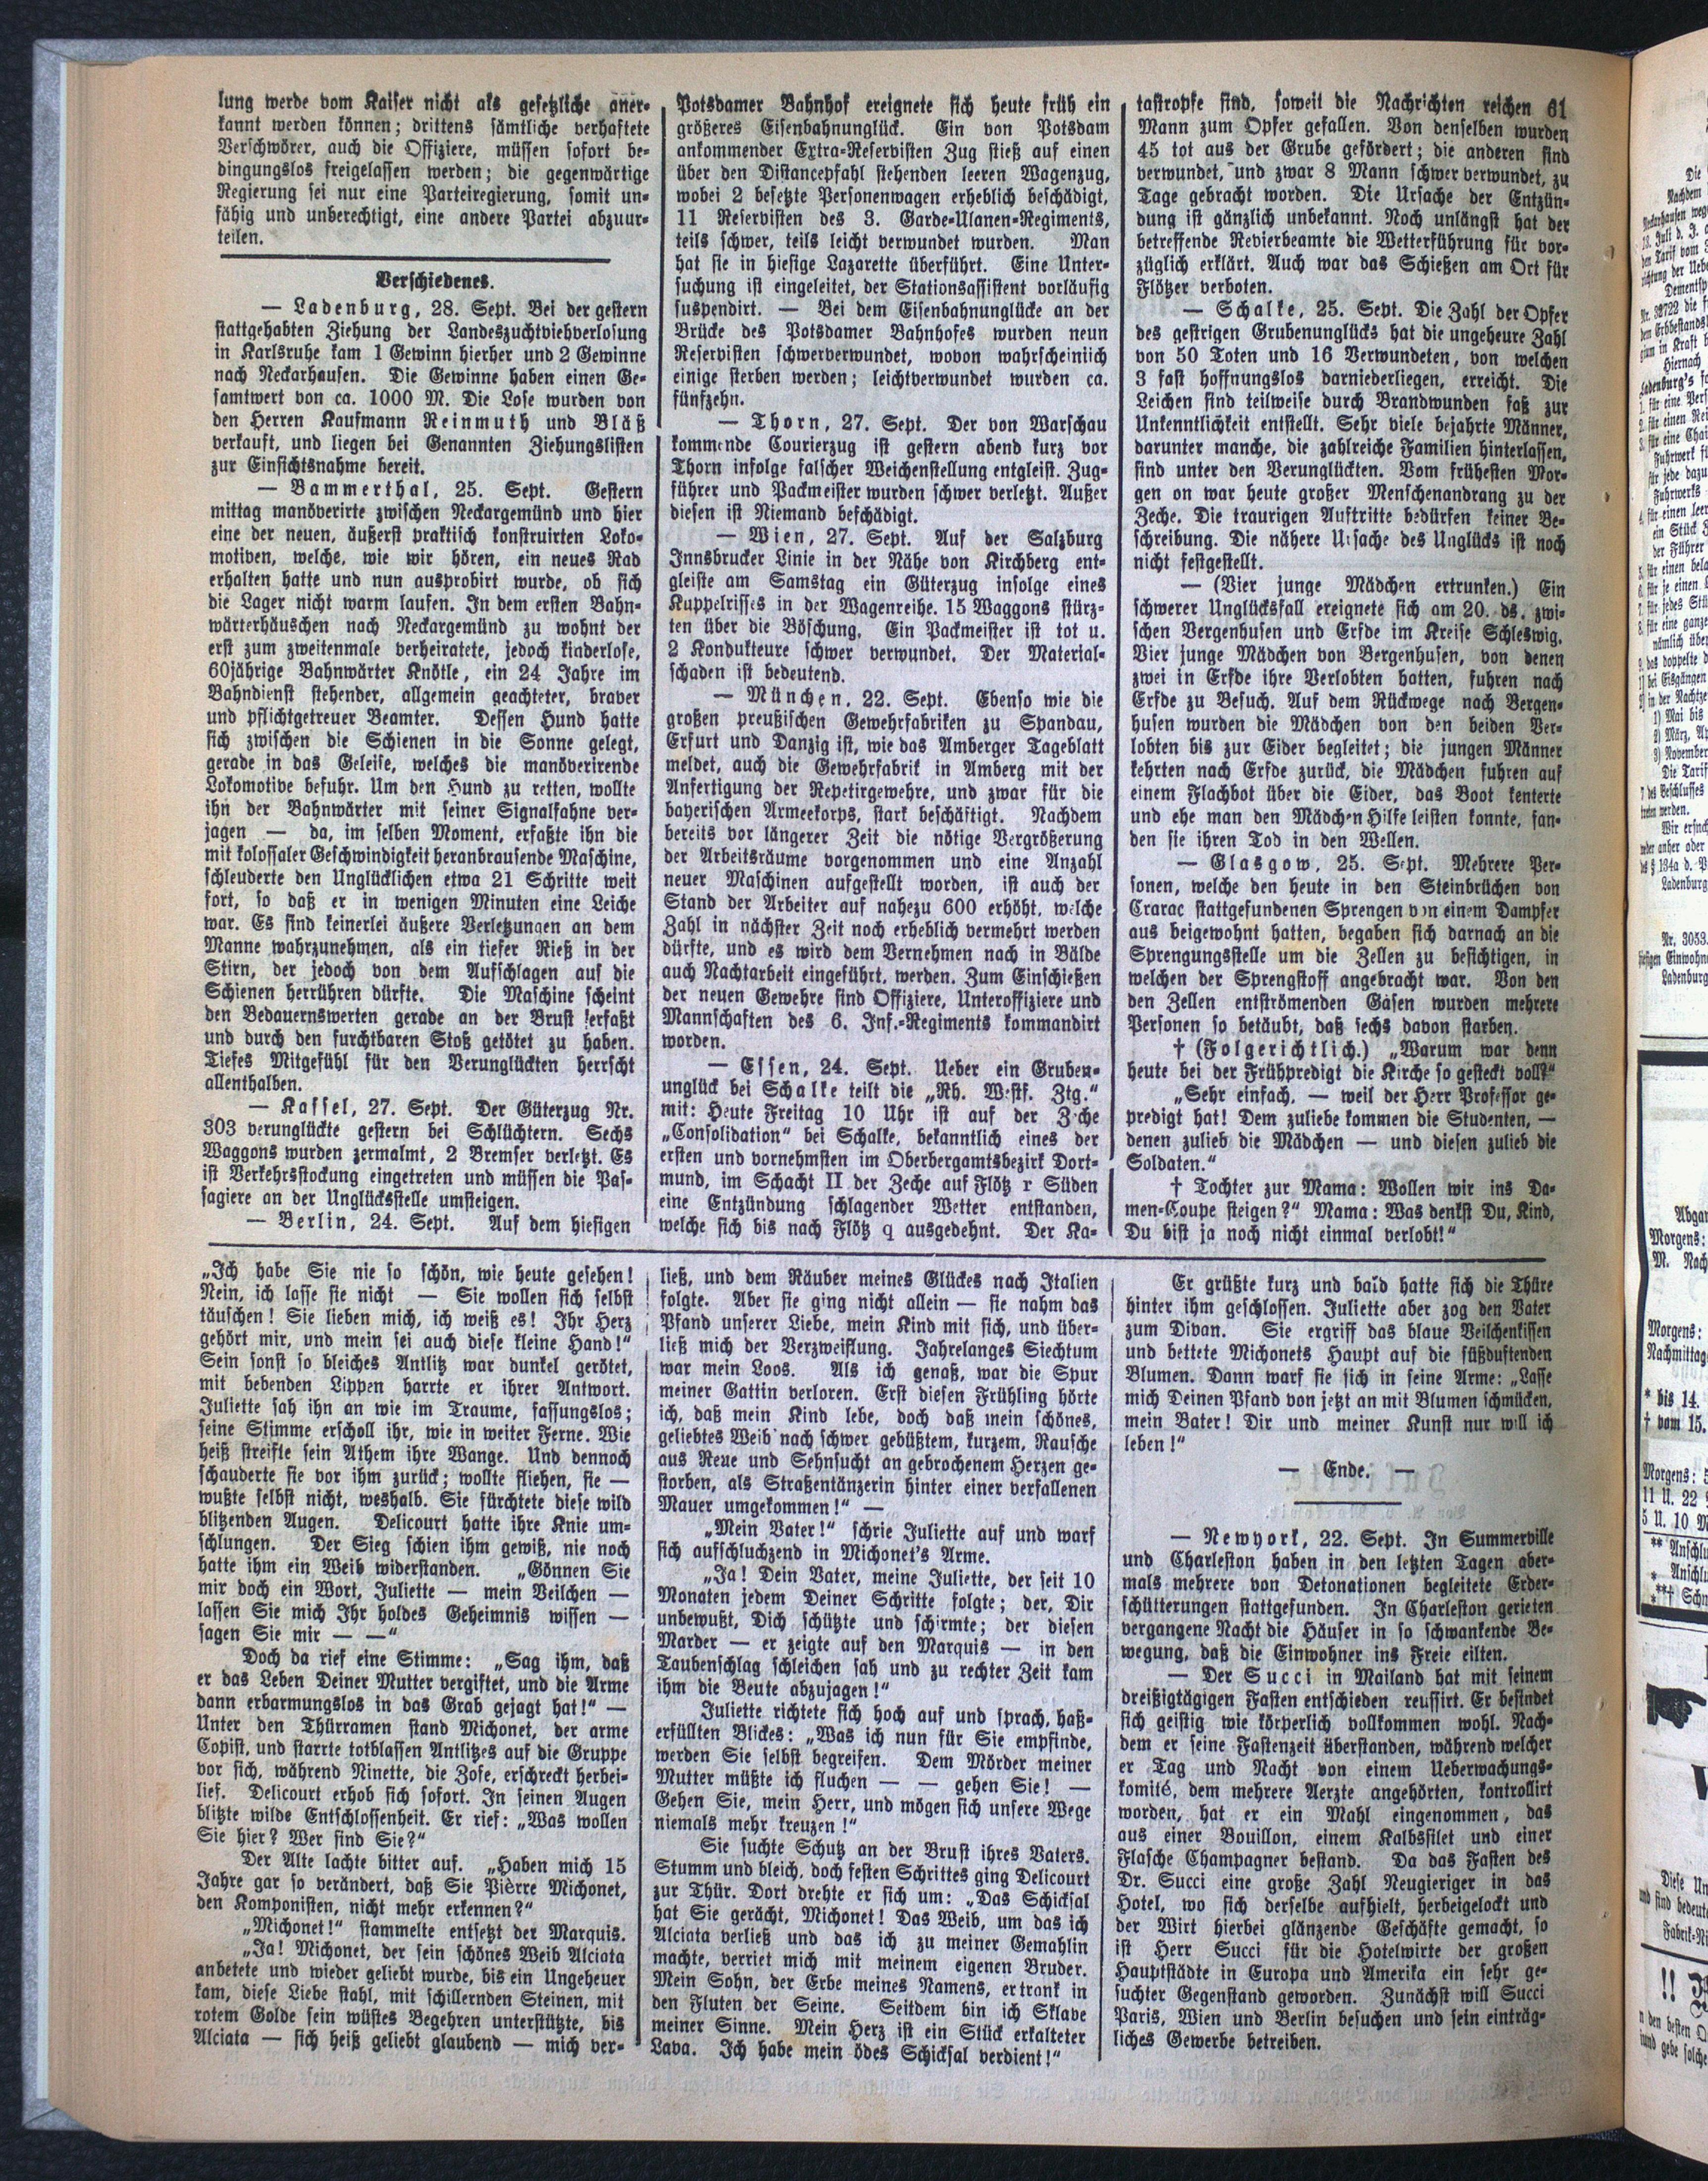 lung werde vom Kaiser nicht als gesetzliche aner-
kannt werden können; drittens sämtliche verhaftete
Verschwörer, auch die Offiziere, müssen sofort be-
dingungslos freigelassen werden; die gegenwärtige
Regierung sei nur eine Parteiregierung, somit un-
fähig und unberechtigt, eine andere Partei abzuur-
teilen.
Verschiedenes.
— Ladenburg, 28. Sept. Bei der gestern
stattgehabten Ziehung der Landeszuchtviehverlosung
in Karlsruhe kam 1 Gewinn hierher und 2 Gewinne
nach Neckarhausen. Die Gewinne haben einen Ge-
samtwert von ca. 1000 M. Die Lose wurden von
den Herren Kaufmann Reinmuth und Bläß
verkauft, und liegen bei Genannten Ziehungslisten
zur Einsichtsnahme bereit.
— Bammerthal, 25. Sept. Gestern
mittag manöverirte zwischen Neckargemünd und hier
eine der neuen, äußerst praktisch konstruirten Loko-
motiven, welche, wie wir hören, ein neues Rad
erhalten hatte und nun ausprobirt wurde, ob sich
die Lager nicht warm laufen. In dem ersten Bahn-
wärterhäuschen nach Neckargemünd zu wohnt der
erst zum zweitenmale verheiratete, jedoch kinderlose,
60jährige Bahnwärter Knötle, ein 24 Jahre im
Bahndienst stehender, allgemein geachteter, braver
und pflichtgetreuer Beamter. Dessen Hund hatte
sich zwischen die Schienen in die Sonne gelegt,
gerade in das Geleise, welches die manöverirende
Lokomotive befuhr. Um den Hund zu retten, wollte
ihn der Bahnwärter mit seiner Signalfahne ver-
jagen — da, im selben Moment, erfaßte ihn die
mit kolossaler Geschwindigkeit heranbrausende Maschine,
schleuderte den Unglücklichen etwa 21 Schritte weit
fort, so daß er in wenigen Minuten eine Leiche
war. Es sind keinerlei äußere Verletzungen an dem
Manne wahrzunehmen, als ein tiefer Rieß in der
Stirn, der jedoch von dem Aufschlagen auf die
Schienen herrühren dürfte. Die Maschine scheint
den Bedauernswerten gerade an der Brust erfaßt
und durch den furchtbaren Stoß getötet zu haben.
Tiefes Mitgefühl für den Verunglückten herrscht
allenthalben.
— Kassel, 27. Sept. Der Güterzug Nr.
303 verunglückte gestern bei Schlüchtern. Sechs
Waggons wurden zermalmt, 2 Bremser verletzt. Es
ist Verkehrsstockung eingetreten und müssen die Pas-
sagiere an der Unglücksstelle umsteigen.
— Berlin, 24. Sept. Auf dem hiesigen
Potsdamer Bahnhof ereignete sich heute früh ein
größeres Eisenbahnunglück. Ein von Potsdam
ankommender Extra-Reservisten Zug stieß auf einen
über den Distancepfahl stehenden leeren Wagenzug,
wobei 2 besetzte Personenwagen erheblich beschädigt,
11 Reservisten des 3. Garde-Ulanen-Regiments,
teils schwer, teils leicht verwundet wurden. Man
hat sie in hiesige Lazarette überführt. Eine Unter-
suchung ist eingeleitet, der Stationsassistent vorläufig
suspendirt. — Bei dem Eisenbahnunglücke an der
Brücke des Potsdamer Bahnhofes wurden neun
Reservisten schwerverwundet, wovon wahrscheiniich
einige sterben werden; leichtverwundet wurden ca.
fünfzehn.
— Thorn, 27. Sept. Der von Warschau
kommende Courierzug ist gestern abend kurz vor
Thorn infolge falscher Weichenstellung entgleist. Zug-
führer und Packmeister wurden schwer verletzt. Außer
diesen ist Niemand beschädigt.
— Wien, 27. Sept. Auf der Salzburg
Innsbrucker Linie in der Nähe von Kirchberg ent-
gleiste am Samstag ein Güterzug infolge eines
Kuppelrisses in der Wagenreihe. 15 Waggons stürz-
ten über die Böschung. Ein Packmeister ist tot u.
2 Kondukteure schwer verwundet. Der Material-
schaden ist bedeutend.
— München, 22. Sept. Ebenso wie die
großen preußischen Gewehrfabriken zu Spandau,
Erfurt und Danzig ist, wie das Amberger Tageblatt
meldet, auch die Gewehrfabrik in Amberg mit der
Anfertigung der Repetirgewehre, und zwar für die
bayerischen Armeekorps, stark beschäftigt. Nachdem
bereits vor längerer Zeit die nötige Vergrößerung
der Arbeitsräume vorgenommen und eine Anzahl
neuer Maschinen aufgestellt worden, ist auch der
Stand der Arbeiter auf nahezu 600 erhöht, welche
Zahl in nächster Zeit noch erheblich vermehrt werden
dürfte, und es wird dem Vernehmen nach in Bälde
auch Nachtarbeit eingeführt, werden. Zum Einschießen
der neuen Gewehre sind Offiziere, Unteroffiziere und
Mannschaften des 6. Inf.-Regiments kommandirt
worden.
— Essen, 24. Sept. Ueber ein Gruben-
unglück bei Schalke teilt die „Rh. Westf. Ztg.“
mit: Heute Freitag 10 Uhr ist auf der Zeche
„Consolidation“ bei Schalke, bekanntlich eines der
ersten und vornehmsten im Oberbergamtsbezirk Dort-
mund, im Schacht II der Zeche auf Flötz r Süden
eine Entzündung schlagender Wetter entstanden,
welche sich bis nach Flötz q ausgedehnt. Der Ka-
tastropfe sind, soweit die Nachrichten reichen 61
Mann zum Opfer gefallen. Von denselben wurden
45 tot aus der Grube gefördert; die anderen sind
verwundet, und zwar 8 Mann schwer verwundet, zu
Tage gebracht worden. Die Ursache der Entzün-
dung ist gänzlich unbekannt. Noch unlängst hat der
betreffende Revierbeamte die Wetterführung für vor-
züglich erklärt. Auch war das Schießen am Ort für
Flötzer verboten.
— Schalke, 25. Sept. Die Zahl der Opfer
des gestrigen Grubenunglücks hat die ungeheure Zahl
von 50 Toten und 16 Verwundeten, von welchen
3 fast hoffnungslos darniederliegen, erreicht. Die
Leichen sind teilweise durch Brandwunden faß zur
Unkenntlichkeit entstellt. Sehr viele bejahrte Männer,
darunter manche, die zahlreiche Familien hinterlassen,
sind unter den Verunglückten. Vom frühesten Mor-
gen on war heute großer Menschenandrang zu der
Zeche. Die traurigen Auftritte bedürfen keiner Be-
schreibung. Die nähere Ursache des Unglücks ist noch
nicht festgestellt.
— (Vier junge Mädchen ertrunken.) Ein
schwerer Unglücksfall ereignete sich am 20. ds. zwi-
schen Bergenhusen und Erfde im Kreise Schleswig.
Vier junge Mädchen von Bergenhusen, von denen
zwei in Erfde ihre Verlobten hatten, fuhren nach
Erfde zu Besuch. Auf dem Rückwege nach Bergen-
husen wurden die Mädchen von den beiden Ver-
lobten bis zur Eider begleitet; die jungen Männer
kehrten nach Erfde zurück, die Mädchen fuhren auf
einem Flachbot über die Eider, das Boot kenterte
und ehe man den Mädchen Hilfe leisten konnte, fan-
den sie ihren Tod in den Wellen.
— Glasgow, 25. Sept. Mehrere Per-
sonen, welche den heute in den Steinbrüchen von
Crarac stattgefundenen Sprengen von einem Dampfer
aus beigewohnt hatten, begaben sich darnach an die
Sprengungsstelle um die Zellen zu besichtigen, in
welchen der Sprengstoff angebracht war. Von den
den Zellen entströmenden Gasen wurden mehrere
Personen so betäubt, daß sechs davon starben.
† (Folgerichtlich.) „Warum war denn
heute bei der Frühpredigt die Kirche so gesteckt voll?“
„Sehr einfach, — weil der Herr Professor ge-
predigt hat! Dem zuliebe kommen die Studenten, —
denen zulieb die Mädchen — und diesen zulieb die
Soldaten.“
† Tochter zur Mama: Wollen wir ins Da-
men-Coupe steigen?“ Mama: Was denkst Du, Kind,
Du bist ja noch nicht einmal verlobt!“
„Ich habe Sie nie so schön, wie heute gesehen!
Nein, ich lasse sie nicht — Sie wollen sich selbst
täuschen! Sie lieben mich, ich weiß es! Ihr Herz
gehört mir, und mein sei auch diese kleine Hand!“
Sein sonst so bleiches Antlitz war dunkel gerötet,
mit bebenden Lippen harrte er ihrer Antwort.
Juliette sah ihn an wie im Traume, fassungslos;
seine Stimme erscholl ihr, wie in weiter Ferne. Wie
heiß streifte sein Athem ihre Wange. Und dennoch
schauderte sie vor ihm zurück; wollte fliehen, sie —
wußte selbst nicht, weshalb. Sie fürchtete diese wild
blitzenden Augen. Delicourt hatte ihre Knie um-
schlungen. Der Sieg schien ihm gewiß, nie noch
hatte ihm ein Weib widerstanden. „Gönnen Sie
mir doch ein Wort, Juliette — mein Veilchen —
lassen Sie mich Ihr holdes Geheimnis wissen —
sagen Sie mir — —“
Doch da rief eine Stimme: „Sag ihm, daß
er das Leben Deiner Mutter vergiftet, und die Arme
dann erbarmungslos in das Grab gejagt hat!“ —
Unter den Thürramen stand Michonet, der arme
Copist, und starrte totblassen Antlitzes auf die Gruppe
vor sich, während Ninette, die Zofe, erschreckt herbei-
lief. Delicourt erhob sich sofort. In seinen Augen
blitzte wilde Entschlossenheit. Er rief: „Was wollen
Sie hier? Wer sind Sie?“
Der Alte lachte bitter auf. „Haben mich 15
Jahre gar so verändert, daß Sie Pièrre Michonet,
den Komponisten, nicht mehr erkennen?“
„Michonet!“ stammelte entsetzt der Marquis.
„Ja! Michonet, der sein schönes Weib Alciata
anbetete und wieder geliebt wurde, bis ein Ungeheuer
kam, diese Liebe stahl, mit schillernden Steinen, mit
rotem Golde sein wüstes Begehren unterstützte, bis
Alciata — sich heiß geliebt glaubend — mich ver-
ließ, und dem Räuber meines Glückes nach Italien
folgte. Aber sie ging nicht allein — sie nahm das
Pfand unserer Liebe, mein Kind mit sich, und über-
ließ mich der Verzweiflung. Jahrelanges Siechtum
war mein Loos. Als ich genaß, war die Spur
meiner Gattin verloren. Erst diesen Frühling hörte
ich, daß mein Kind lebe, doch daß mein schönes,
geliebtes Weib nach schwer gebüßtem, kurzem, Rausche
aus Reue und Sehnsucht an gebrochenem Herzen ge-
storben, als Straßentänzerin hinter einer verfallenen
Mauer umgekommen!“ —
„Mein Vater!“ schrie Juliette auf und warf
sich aufschluchzend in Michonet's Arme.
„Ja! Dein Vater, meine Juliette, der seit 10
Monaten jedem Deiner Schritte folgte; der, Dir
unbewußt, Dich schützte und schirmte; der diesen
Marder — er zeigte auf den Marquis — in den
Taubenschlag schleichen sah und zu rechter Zeit kam
ihm die Beute abzujagen!“
Juliette richtete sich hoch auf und sprach, haß-
erfüllten Blickes: „Was ich nun für Sie empfinde,
werden Sie selbst begreifen. Dem Mörder meiner
Mutter müßte ich fluchen — — gehen Sie! —
Gehen Sie, mein Herr, und mögen sich unsere Wege
niemals mehr kreuzen!“
Sie suchte Schutz an der Brust ihres Vaters.
Stumm und bleich, doch festen Schrittes ging Delicourt
zur Thür. Dort drehte er sich um: „Das Schicksal
hat Sie gerächt, Michonet! Das Weib, um das ich
Alciata verließ und das ich zu meiner Gemahlin
machte, verriet mich mit meinem eigenen Bruder.
Mein Sohn, der Erbe meines Namens, ertrank in
den Fluten der Seine. Seitdem bin ich Sklave
meiner Sinne. Mein Herz ist ein Stück erkalteter
Lava. Ich habe mein ödes Schicksal verdient!“
Er grüßte kurz und bald hatte sich die Thüre
hinter ihm geschlossen. Juliette aber zog den Vater
zum Divan. Sie ergriff das blaue Veilchenkissen
und bettete Michonets Haupt auf die süßduftenden
Blumen. Dann warf sie sich in seine Arme: „Lasse
mich Deinen Pfand von jetzt an mit Blumen schmücken,
mein Vater! Dir und meiner Kunst nur will ich
leben!“
— Ende. —
— Newyork, 22. Sept. In Summerville
und Charleston haben in den letzten Tagen aber-
mals mehrere von Detonationen begleitete Erder-
schütterungen stattgefunden. In Charleston gerieten
vergangene Nacht die Häuser in so schwankende Be-
wegung, daß die Einwohner ins Freie eilten.
— Der Succi in Mailand hat mit seinem
dreißigtägigen Fasten entschieden reussirt. Er befindet
sich geistig wie körperlich vollkommen wohl. Nach-
dem er seine Fastenzeit überstanden, während welcher
er Tag und Nacht von einem Ueberwachungs-
komité, dem mehrere Aerzte angehörten, kontrollirt
worden, hat er ein Mahl eingenommen, das
aus einer Bouillon, einem Kalbsfilet und einer
Flasche Champagner bestand. Da das Fasten des
Dr. Succi eine große Zahl Neugieriger in das
Hotel, wo sich derselbe aufhielt, herbeigelockt und
der Wirt hierbei glänzende Geschäfte gemacht, so
ist Herr Succi für die Hotelwirte der großen
Hauptstädte in Europa und Amerika ein sehr ge-
suchter Gegenstand geworden. Zunächst will Succi
Paris, Wien und Berlin besuchen und sein einträg-
liches Gewerbe betreiben.